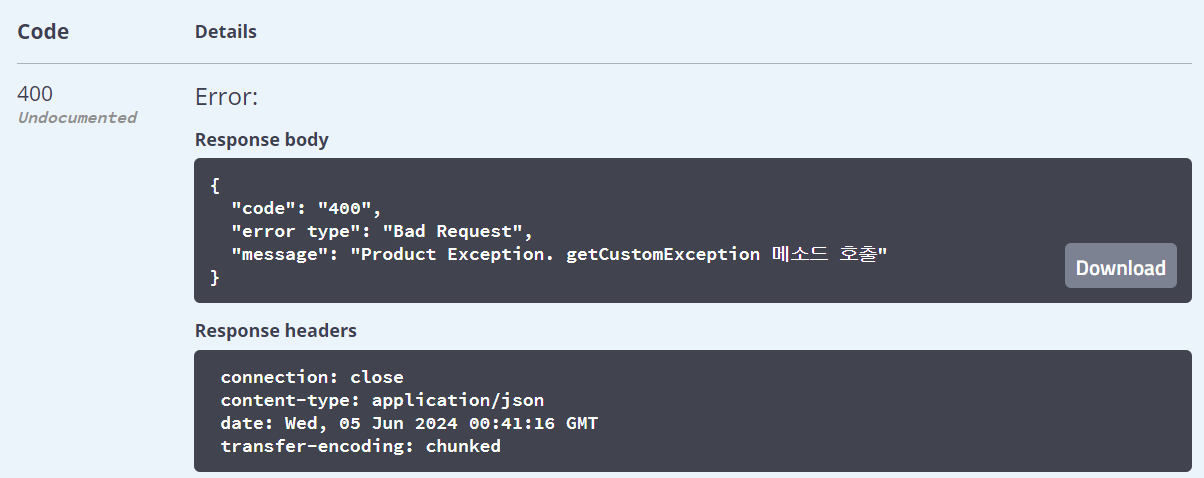 Code Details
400 Error:
Undocumented
Response body
{
"code": "400",
"error type": "Bad Request",
"message": "Product Exception. getCustomException 메소드 호출"
}
Download
Response headers
connection: close
content-type: application/json
date: Wed, 05 Jun 2024 00:41:16 GMT
transfer-encoding: chunked